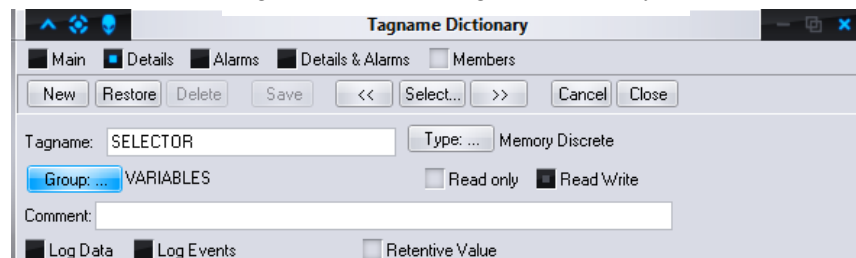 Tagname Dictionary
Main Details Alarms Details & Alarms Members
New Restore Delete Save << Select... >> Cancel Close
Tagname: SELECTOR Type: ... Memory Discrete
Group: ... VARIABLES Read only Read Write
Comment:
Log Data Log Events Retentive Value